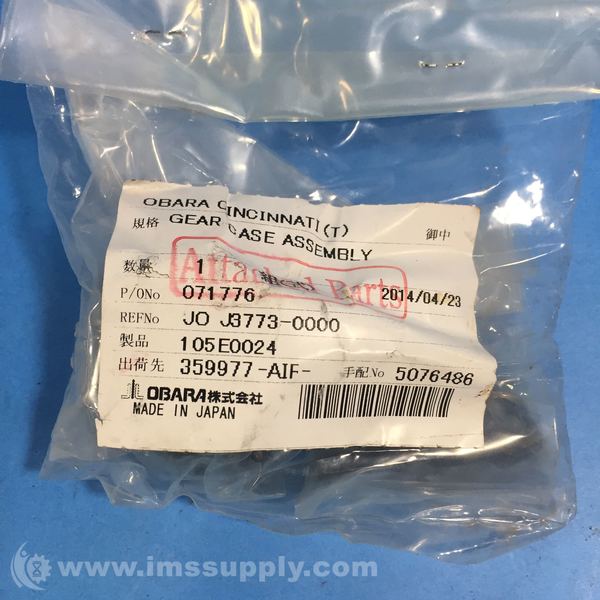 OBARA CINCINNATI(T)
規格 GEAR CASE ASSEMBLY 御中
数量 1
Attached Parts
P/ONo 071776 2014/04/23
REFNo JO J3773-0000
製品 105E0024
出荷先 359977-AIF- 手配No 5076486
OBARA株式会社
MADE IN JAPAN
www.imssupply.com